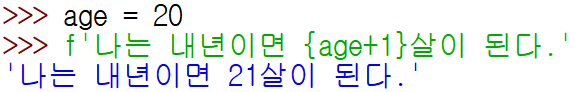 >>> age = 20
>>> f'나는 내년이면 {age+1}살이 된다.'
'나는 내년이면 21살이 된다.'